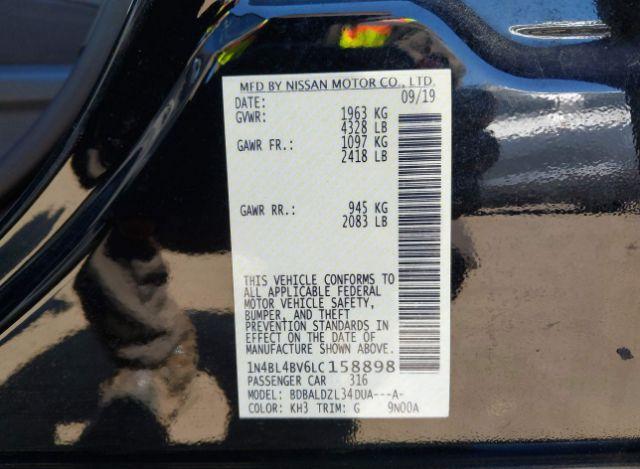 MFD BY NISSAN MOTOR CO., LTD.
DATE: 09/19
GVWR: 1963 KG
4328 LB
GAWR FR.: 1097 KG
2418 LB
GAWR RR.: 945 KG
2083 LB
THIS VEHICLE CONFORMS TO
ALL APPLICABLE FEDERAL
MOTOR VEHICLE SAFETY,
BUMPER, AND THEFT
PREVENTION STANDARDS IN
EFFECT ON THE DATE OF
MANUFACTURE SHOWN ABOVE.
1N4BL4BV6LC158898
PASSENGER CAR 316
MODEL: BDBALDZL34DUA---A-
COLOR: KH3 TRIM: G 9N00A